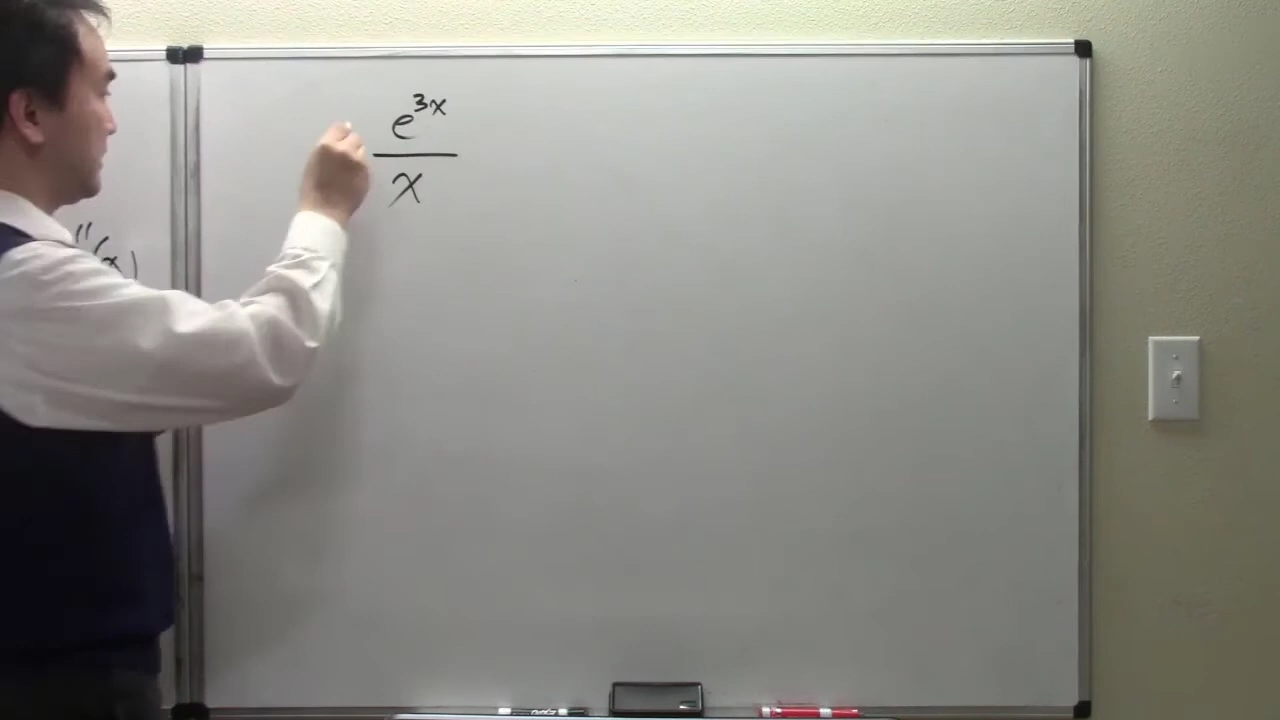 e^{3x}
x
"(x)